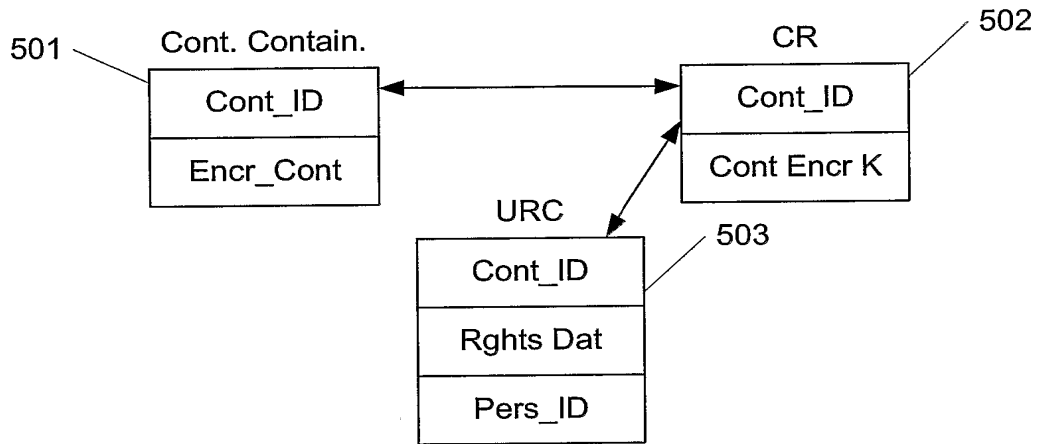 501
Cont. Contain.
Cont_ID
Encr_Cont
CR
502
Cont_ID
Cont Encr K
URC
503
Cont_ID
Rghts Dat
Pers_ID